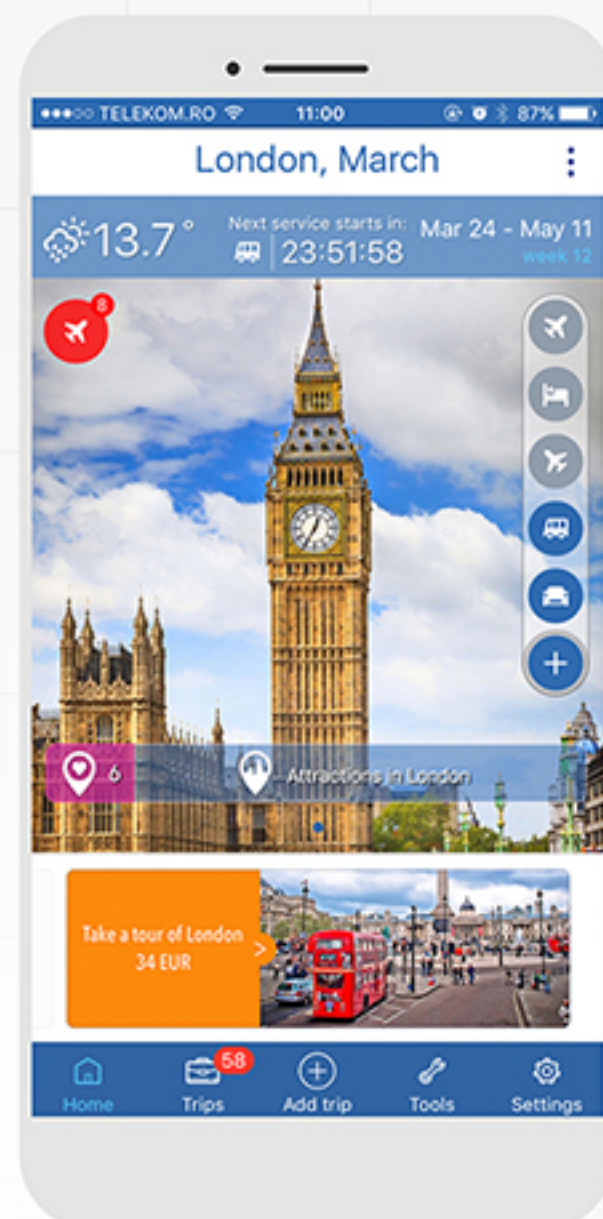 TELEKOM.RO 11:00 87%
London, March
13.7° Next service starts in: 23:51:58 Mar 24 - May 11
week 12
8
6 Attractions in London
Take a tour of London
34 EUR
58
Home Trips Add trip Tools Settings